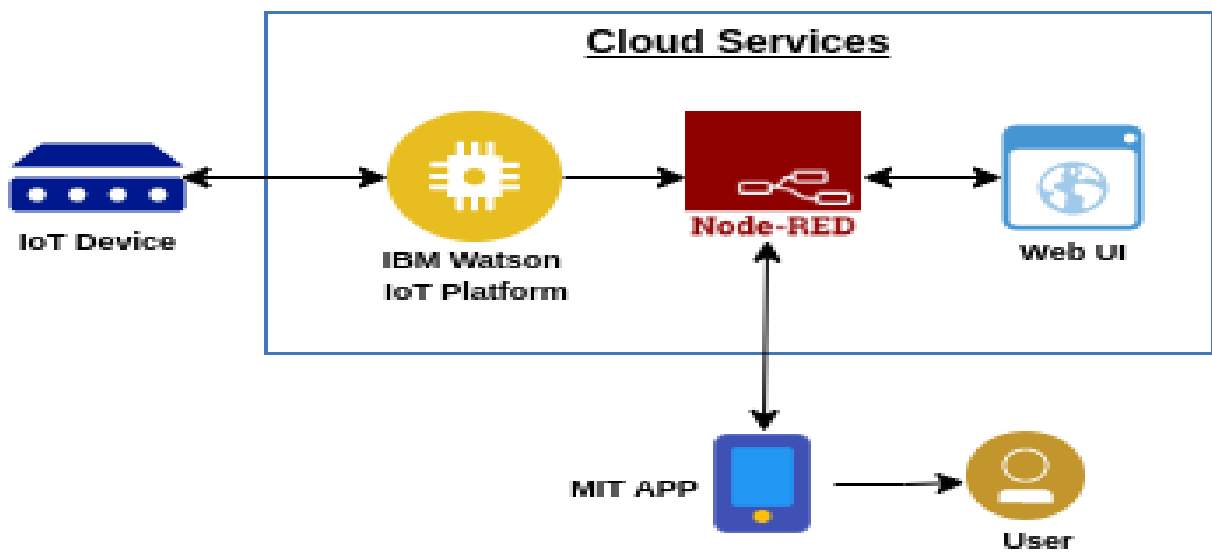 Cloud Services
IoT Device
IBM Watson
IoT Platform
Node-RED
Web UI
MIT APP
User